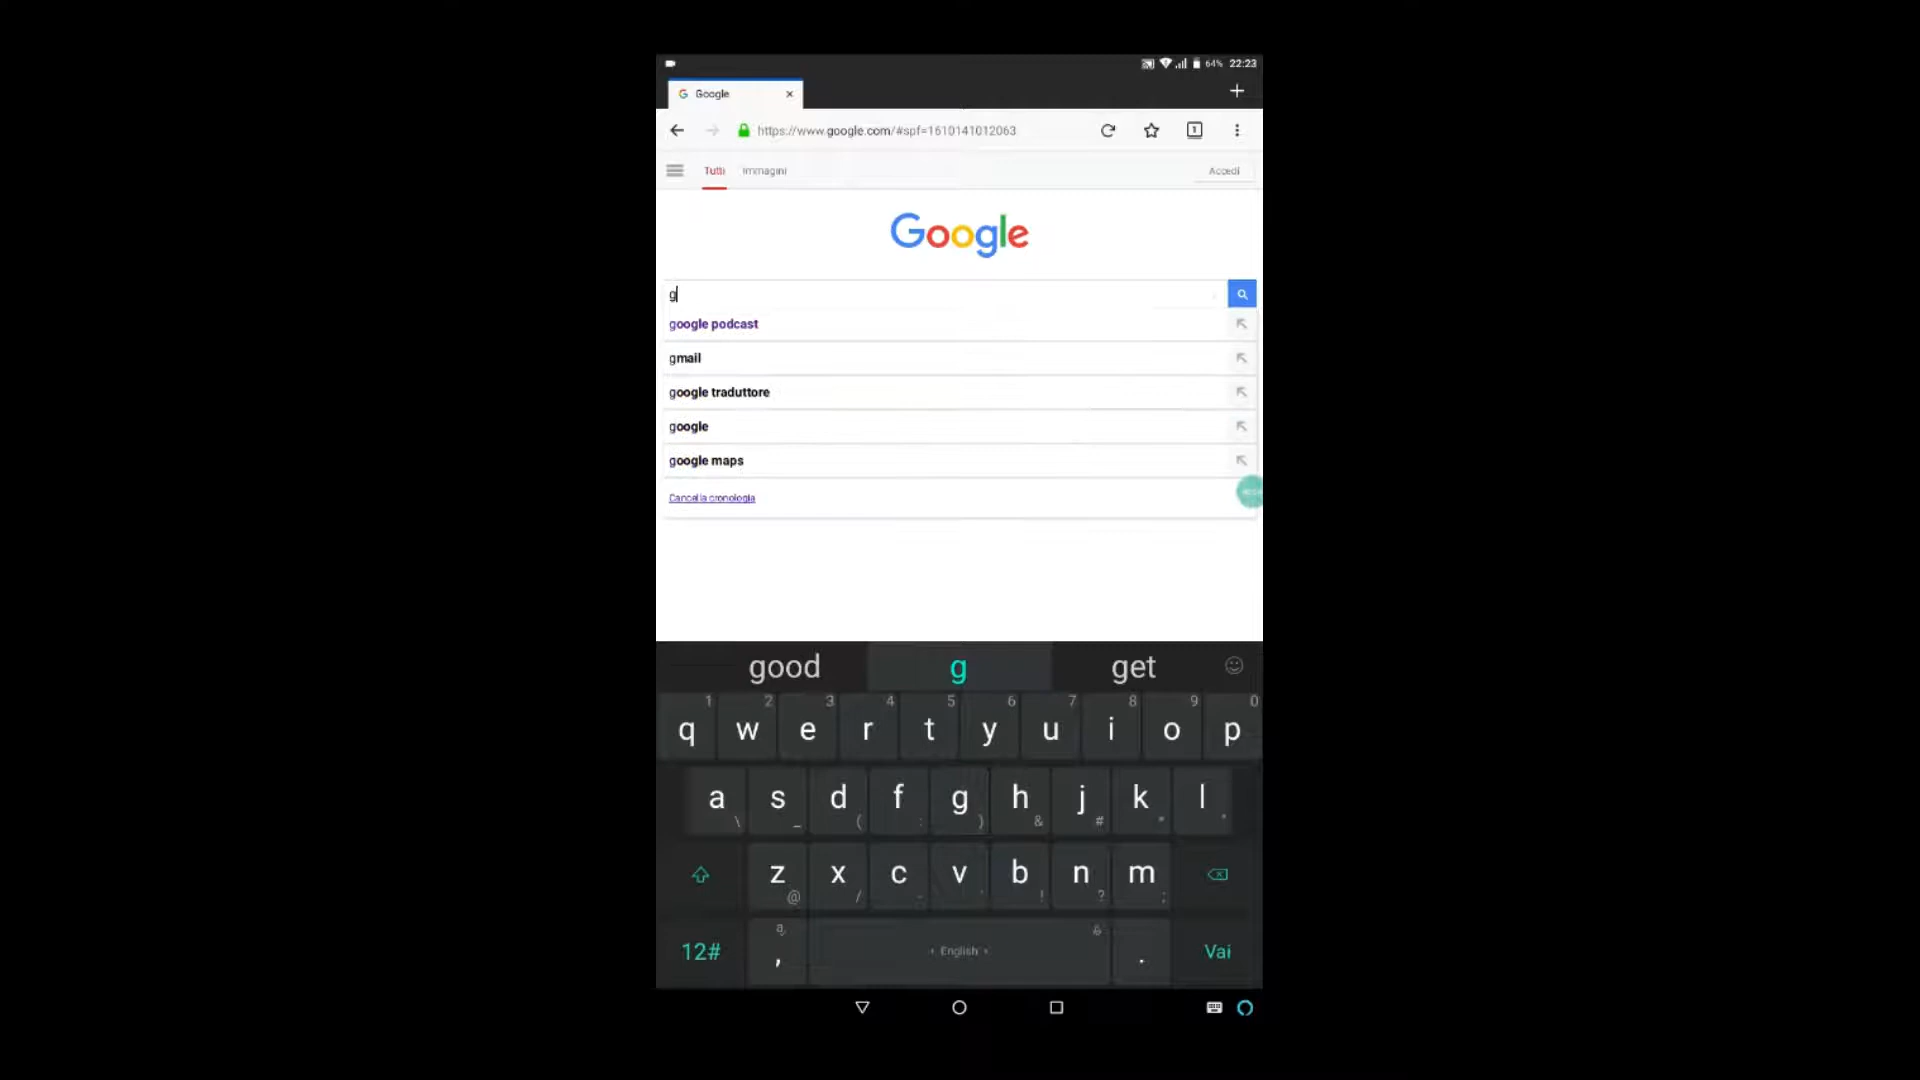 64% 22:23
Google
https://www.google.com/#spf=1610141012063
Tutti Immagini Accedi
Google
g
google podcast
gmail
google traduttore
google
google maps
Cancella cronologia
good g get
1 2 3 4 5 6 7 8 9 0
q w e r t y u i o p
a s d f g h j k l
\ _ ( : ) & # "
z x c v b n m
@ / - ' ! ? ;
12# , English . Vai